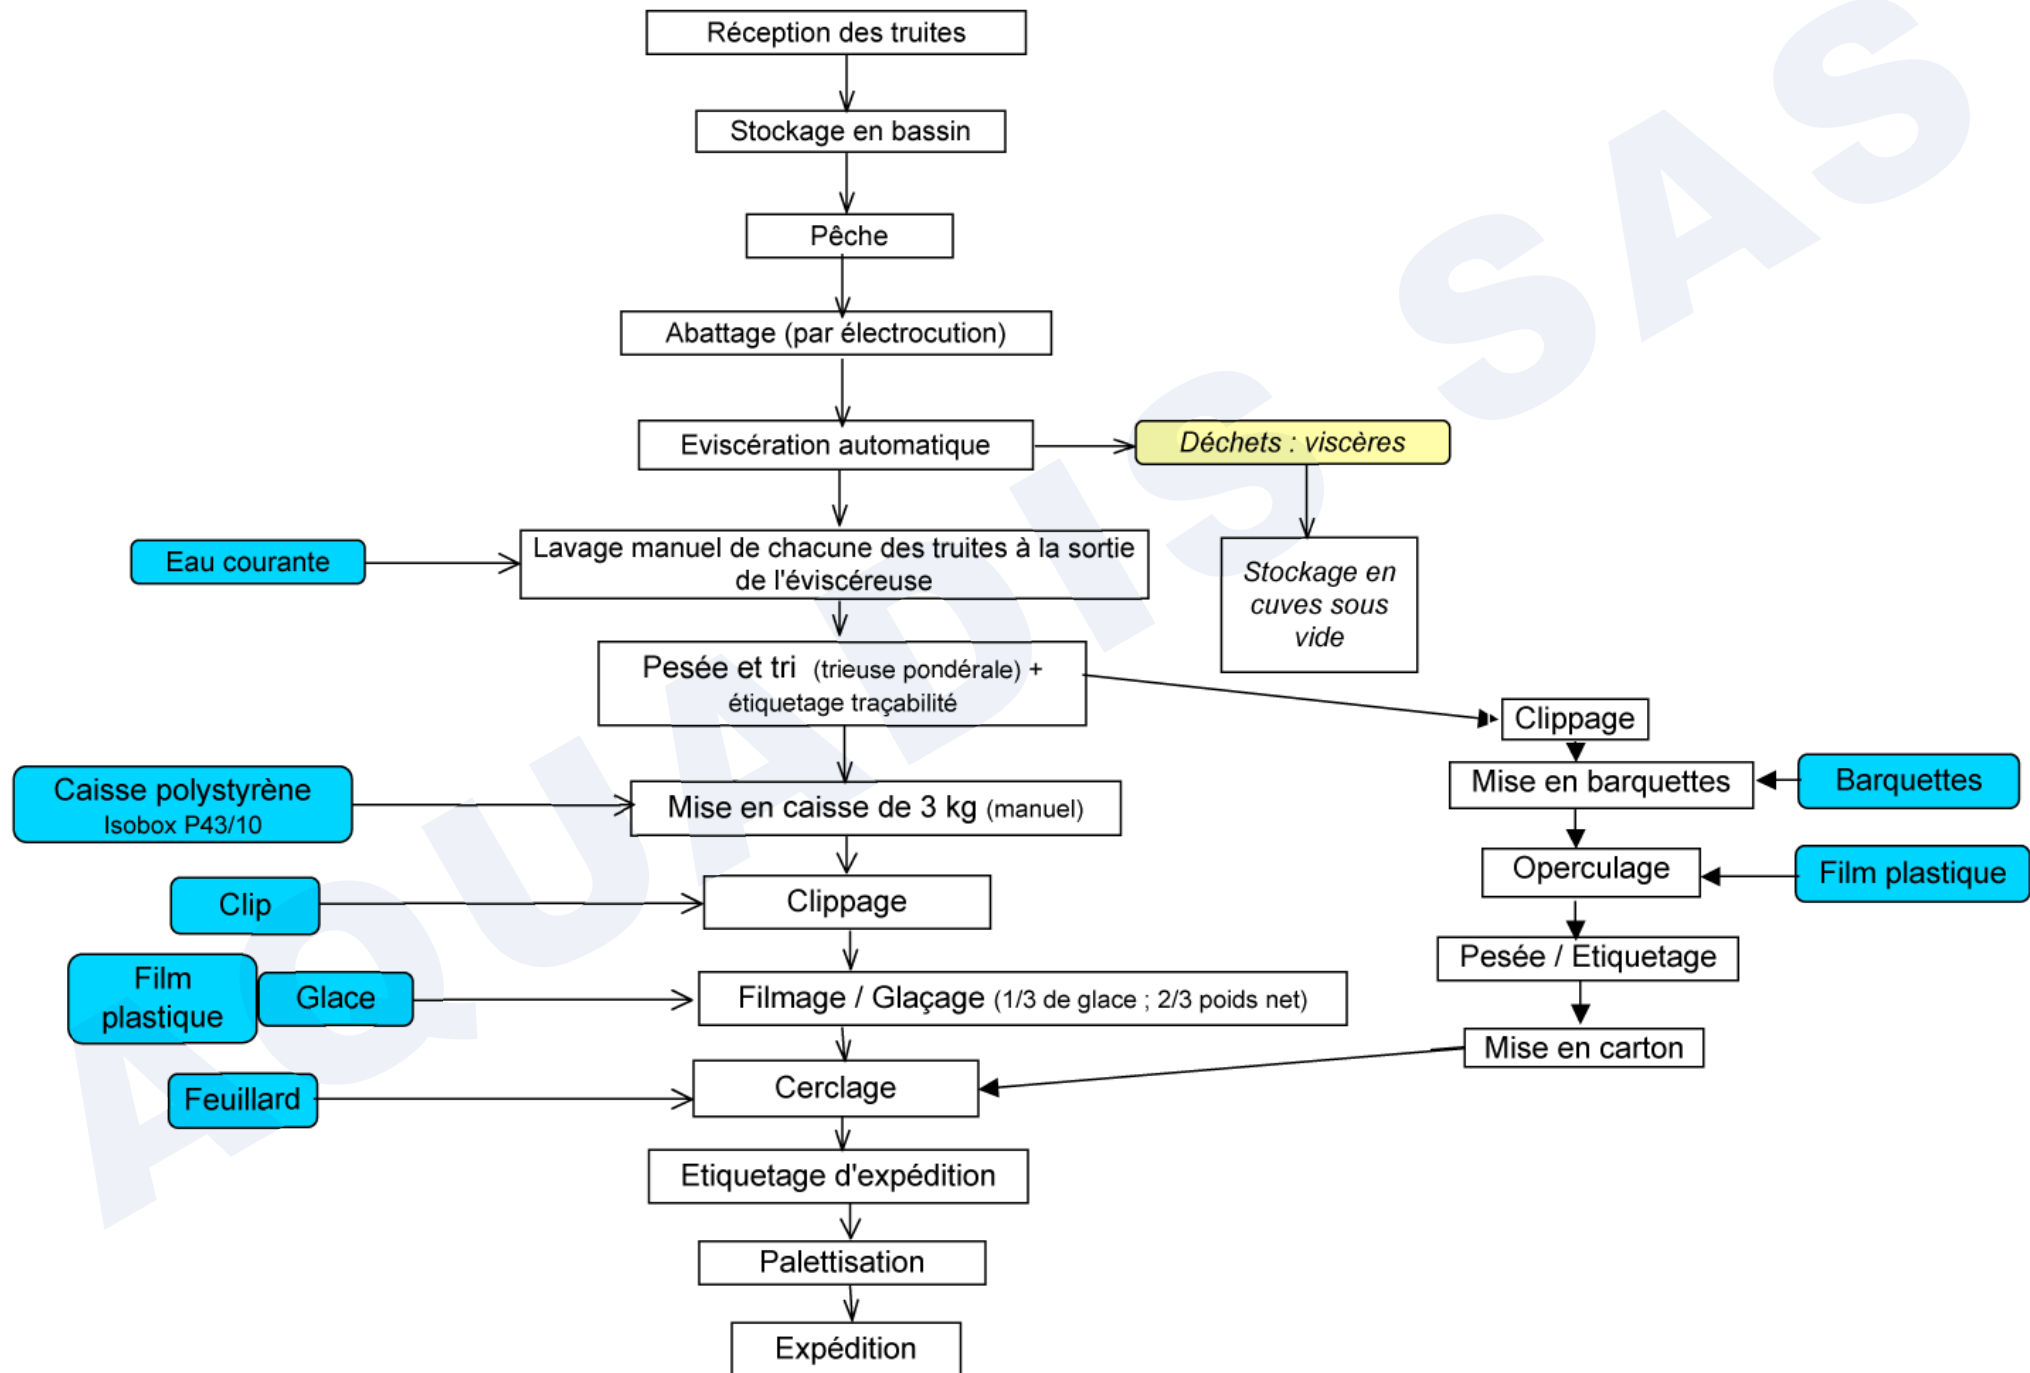 Réception des truites
Stockage en bassin
Pêche
Abattage (par électrocution)
Eviscération automatique
Déchets : viscères
Eau courante
Lavage manuel de chacune des truites à la sortie
de l'éviscéreuse
Stockage en
cuves sous
vide
Pesée et tri (trieuse pondérale) +
étiquetage traçabilité
Clippage
Caisse polystyrène
Isobox P43/10
Mise en caisse de 3 kg (manuel)
Mise en barquettes
Barquettes
Clip
Clippage
Operculage
Film plastique
Film
plastique
Glace
Filmage / Glaçage (1/3 de glace ; 2/3 poids net)
Pesée / Etiquetage
Mise en carton
Feuillard
Cerclage
Etiquetage d'expédition
Palettisation
Expédition
AQUADIS SAS